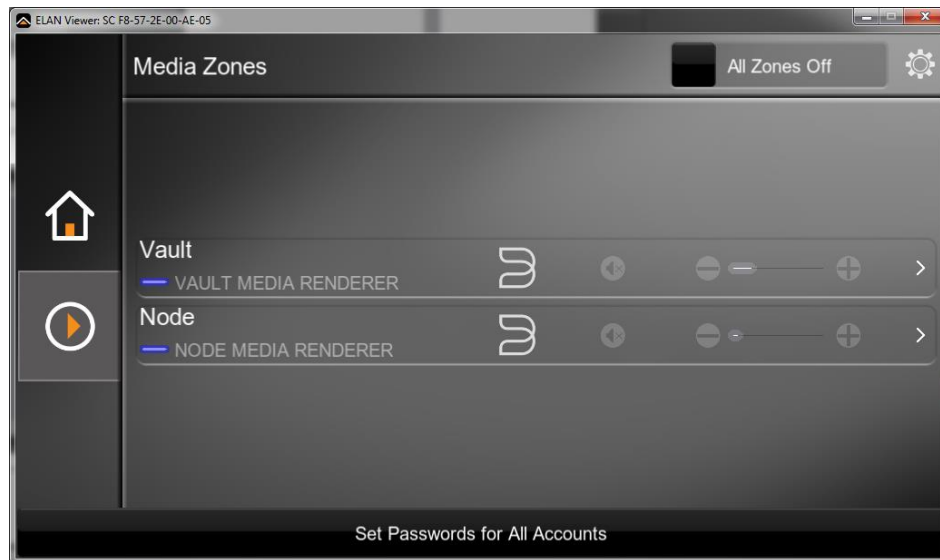 ELAN Viewer: SC F8-57-2E-00-AE-05
Media Zones
All Zones Off
Vault
VAULT MEDIA RENDERER
Node
NODE MEDIA RENDERER
Set Passwords for All Accounts